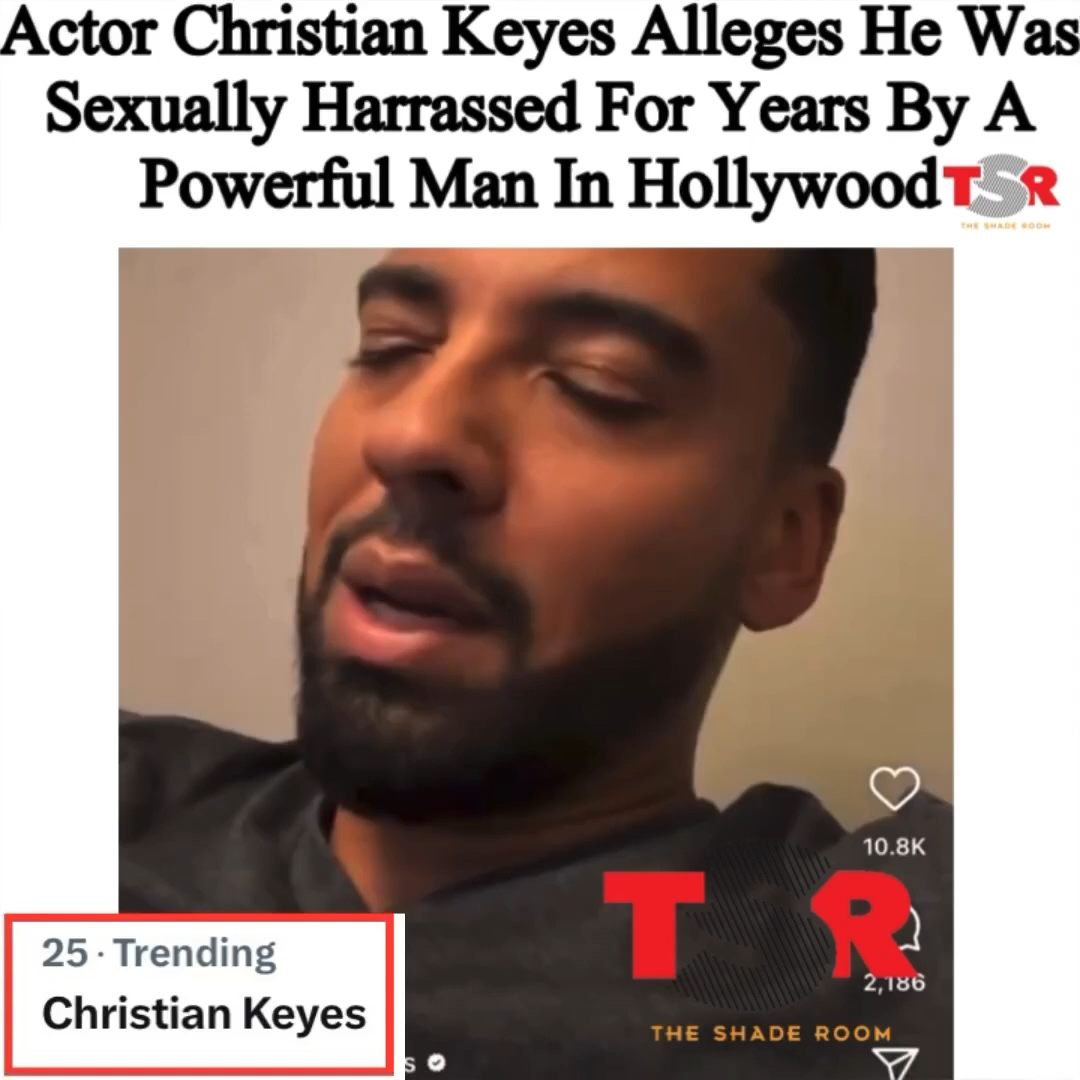 Actor Christian Keyes Alleges He Was
Sexually Harrassed For Years By A
Powerful Man In Hollywood
TSR
THE SHADE ROOM
10.8K
2,186
TSR
THE SHADE ROOM
25 · Trending
Christian Keyes
s